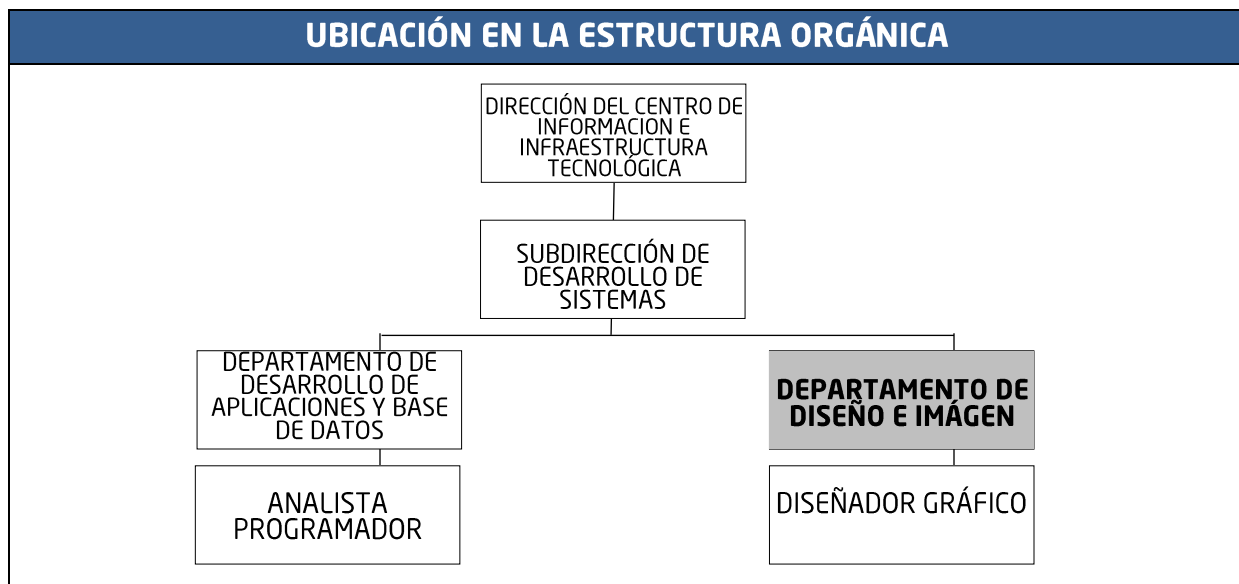 UBICACIÓN EN LA ESTRUCTURA ORGÁNICA
DIRECCIÓN DEL CENTRO DE
INFORMACION E
INFRAESTRUCTURA
TECNOLÓGICA
SUBDIRECCIÓN DE
DESARROLLO DE
SISTEMAS
DEPARTAMENTO DE
DESARROLLO DE
APLICACIONES Y BASE
DE DATOS
DEPARTAMENTO DE
DISEÑO E IMÁGEN
ANALISTA
PROGRAMADOR
DISEÑADOR GRÁFICO